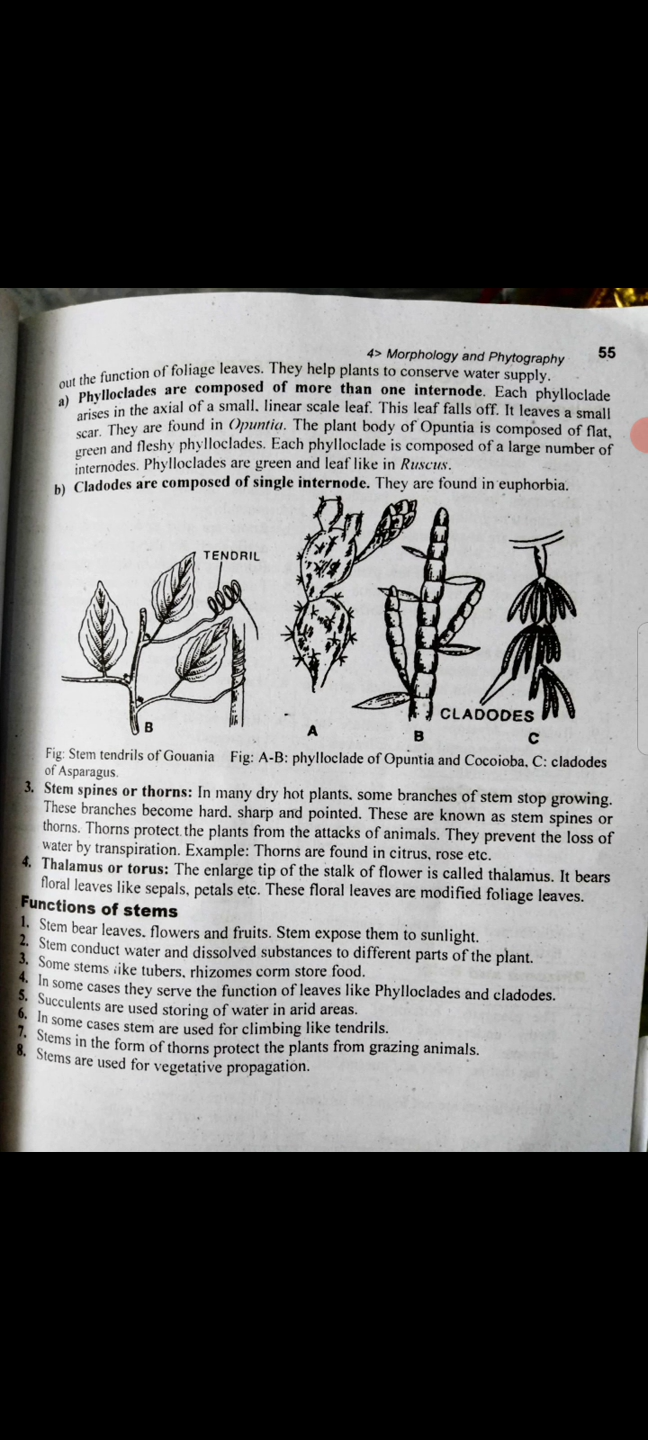 4> Morphology and Phytography 55
out the function of foliage leaves. They help plants to conserve water supply.
a) Phylloclades are composed of more than one internode. Each phylloclade
arises in the axial of a small, linear scale leaf. This leaf falls off. It leaves a small
scar. They are found in Opuntia. The plant body of Opuntia is composed of flat,
green and fleshy phylloclades. Each phylloclade is composed of a large number of
internodes. Phylloclades are green and leaf like in Ruscus.
b) Cladodes are composed of single internode. They are found in euphorbia.
TENDRIL
B
A
B
CLADODES
C
Fig: Stem tendrils of Gouania Fig: A-B: phylloclade of Opuntia and Cocoioba, C: cladodes
of Asparagus.
3. Stem spines or thorns: In many dry hot plants, some branches of stem stop growing.
These branches become hard, sharp and pointed. These are known as stem spines or
thorns. Thorns protect the plants from the attacks of animals. They prevent the loss of
water by transpiration. Example: Thorns are found in citrus, rose etc.
4. Thalamus or torus: The enlarge tip of the stalk of flower is called thalamus. It bears
floral leaves like sepals, petals etc. These floral leaves are modified foliage leaves.
Functions of stems
1. Stem bear leaves, flowers and fruits. Stem expose them to sunlight.
2. Stem conduct water and dissolved substances to different parts of the plant.
3. Some stems like tubers, rhizomes corm store food.
4. In some cases they serve the function of leaves like Phylloclades and cladodes.
5. Succulents are used storing of water in arid areas.
6. In some cases stem are used for climbing like tendrils.
7. Stems in the form of thorns protect the plants from grazing animals.
8. Stems are used for vegetative propagation.